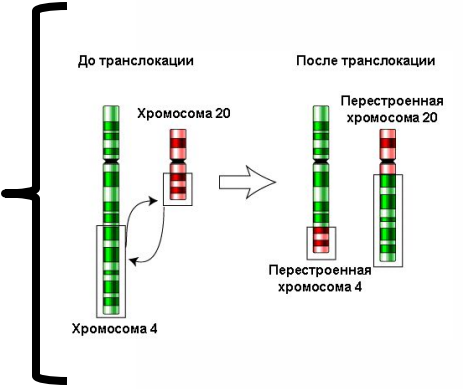 До транслокации
После транслокации
Хромосома 20
Перестроенная
хромосома 20
Перестроенная
хромосома 4
Хромосома 4